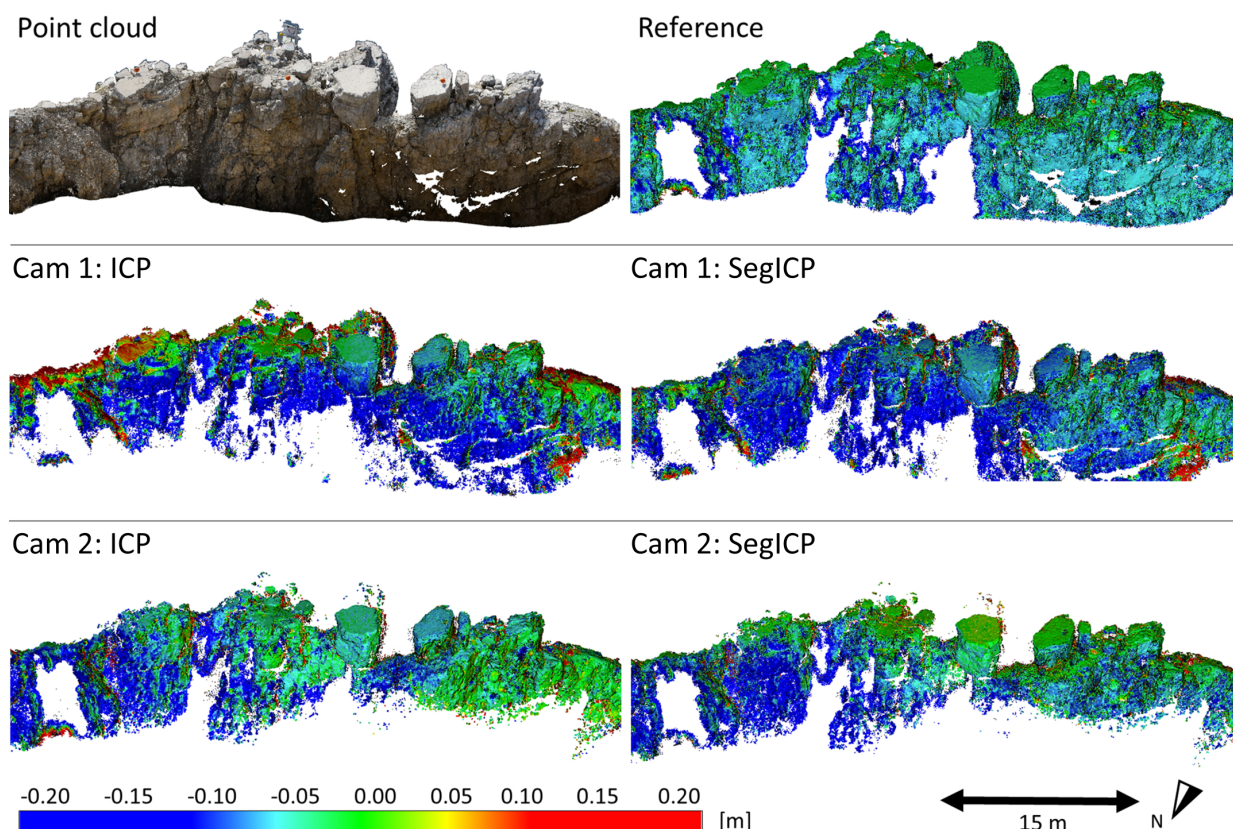 Point cloud
Reference
Cam 1: ICP
Cam 1: SegICP
Cam 2: ICP
Cam 2: SegICP
-0.20 -0.15 -0.10 -0.05 0.00 0.05 0.10 0.15 0.20
[m]
15 m
N